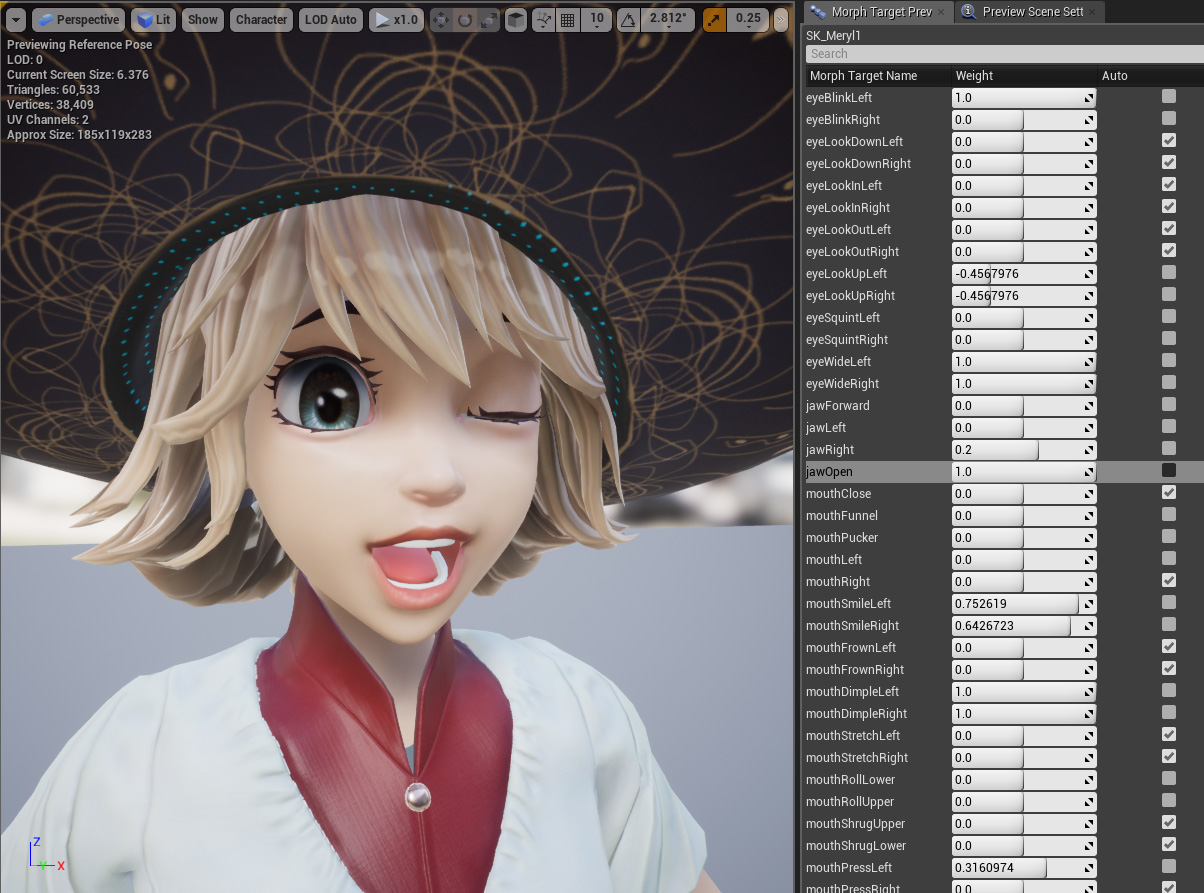 Perspective Lit Show Character LOD Auto x1.0 10 2.812° 0.25
Previewing Reference Pose
LOD: 0
Current Screen Size: 6.376
Triangles: 60,533
Vertices: 38,409
UV Channels: 2
Approx Size: 185x119x283
Z
Y X
Morph Target Prev × Preview Scene Sett ×
SK_Meryl1
Search
Morph Target Name Weight Auto
eyeBlinkLeft 1.0
eyeBlinkRight 0.0
eyeLookDownLeft 0.0
eyeLookDownRight 0.0
eyeLookInLeft 0.0
eyeLookInRight 0.0
eyeLookOutLeft 0.0
eyeLookOutRight 0.0
eyeLookUpLeft -0.4567976
eyeLookUpRight -0.4567976
eyeSquintLeft 0.0
eyeSquintRight 0.0
eyeWideLeft 1.0
eyeWideRight 1.0
jawForward 0.0
jawLeft 0.0
jawRight 0.2
jawOpen 1.0
mouthClose 0.0
mouthFunnel 0.0
mouthPucker 0.0
mouthLeft 0.0
mouthRight 0.0
mouthSmileLeft 0.752619
mouthSmileRight 0.6426723
mouthFrownLeft 0.0
mouthFrownRight 0.0
mouthDimpleLeft 1.0
mouthDimpleRight 1.0
mouthStretchLeft 0.0
mouthStretchRight 0.0
mouthRollLower 0.0
mouthRollUpper 0.0
mouthShrugUpper 0.0
mouthShrugLower 0.0
mouthPressLeft 0.3160974
mouthPressRight 0.0